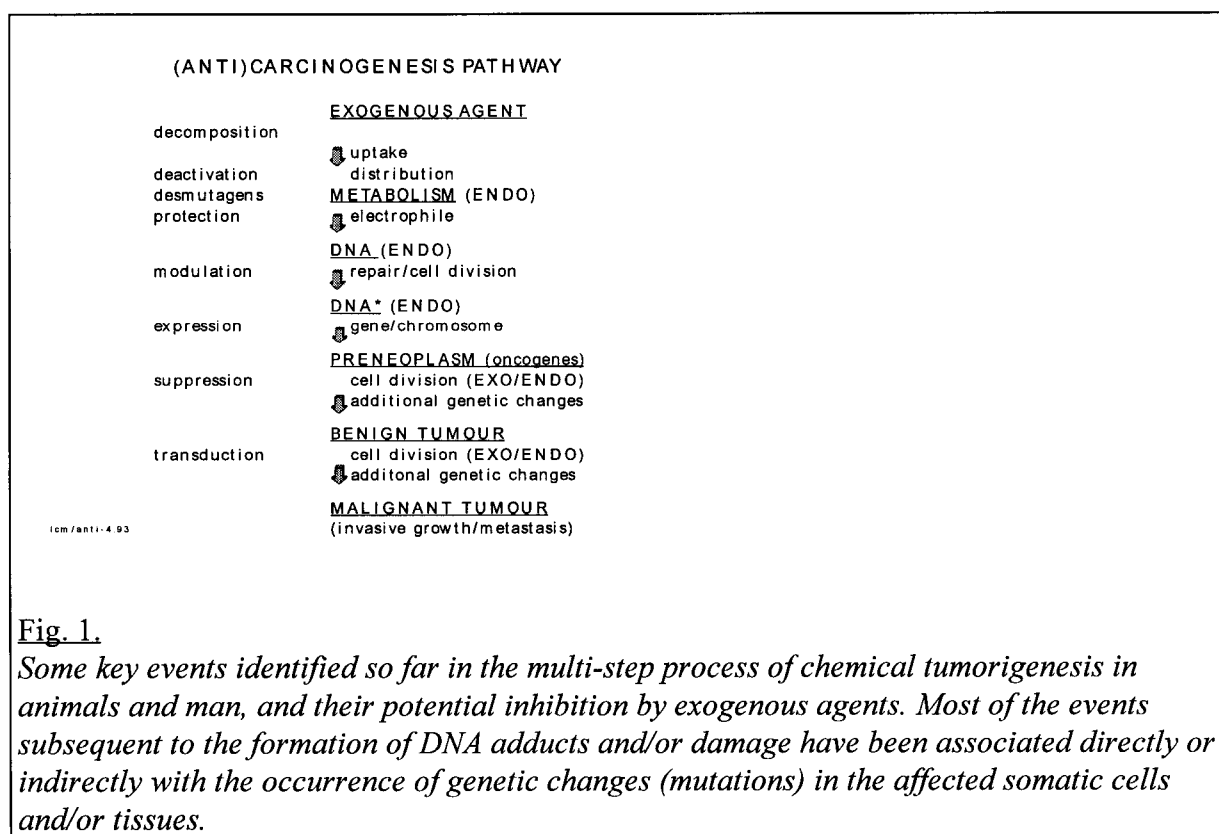 (ANTI)CARCINOGENESIS PATHWAY
EXOGENOUS AGENT
decomposition
uptake
deactivation distribution
desmutagens METABOLISM (ENDO)
protection electrophile
DNA (ENDO)
modulation repair/cell division
DNA* (ENDO)
expression gene/chromosome
PRENEOPLASM (oncogenes)
suppression cell division (EXO/ENDO)
additional genetic changes
BENIGN TUMOUR
transduction cell division (EXO/ENDO)
additonal genetic changes
MALIGNANT TUMOUR
lcm/anti-4.93 (invasive growth/metastasis)
Fig. 1.
Some key events identified so far in the multi-step process of chemical tumorigenesis in
animals and man, and their potential inhibition by exogenous agents. Most of the events
subsequent to the formation of DNA adducts and/or damage have been associated directly or
indirectly with the occurrence of genetic changes (mutations) in the affected somatic cells
and/or tissues.